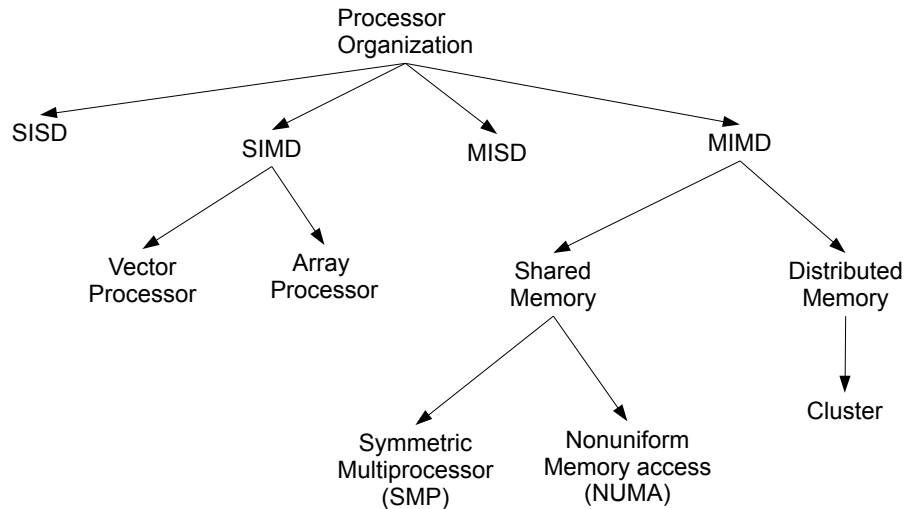 Processor
Organization
SISD
SIMD
MISD
MIMD
Vector
Processor
Array
Processor
Shared
Memory
Distributed
Memory
Symmetric
Multiprocessor
(SMP)
Nonuniform
Memory access
(NUMA)
Cluster